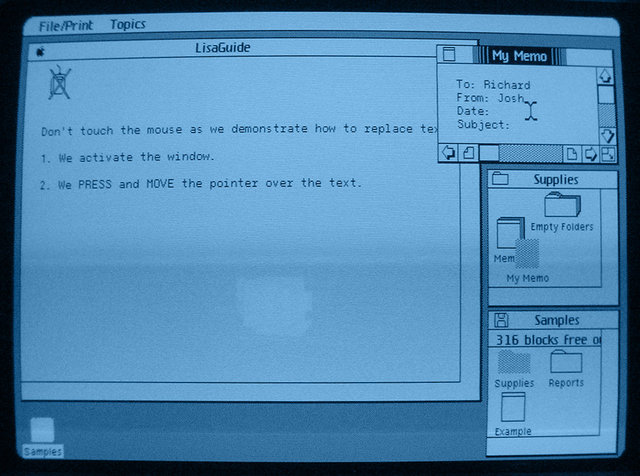 File/Print Topics
LisaGuide
Don't touch the mouse as we demonstrate how to replace
1. We activate the window.
2. We PRESS and MOVE the pointer over the text.
My Memo
To: Richard
From: Josh
Date:
Subject:
Supplies
Empty Folders
Mem
My Memo
Samples
316 blocks free
Supplies Reports
Example
Samples